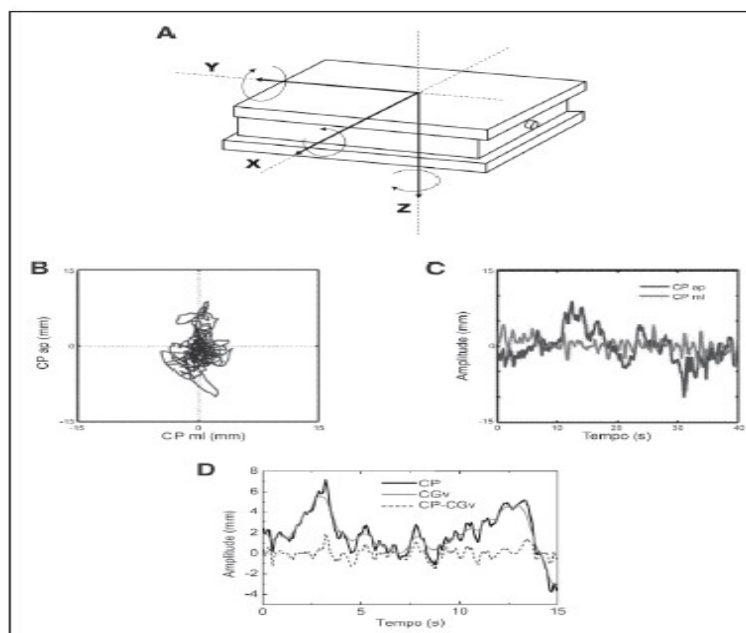 A
Y
X
Z
B
15
CP ap (mm)
0
-15
-15
0
15
CP ml (mm)
C
15
CP ap
CP ml
Amplitude (mm)
0
-15
0
10
20
30
40
Tempo (s)
D
8
CP
CGv
CP-CGv
6
4
2
0
-2
-4
Amplitude (mm)
0
5
10
15
Tempo (s)